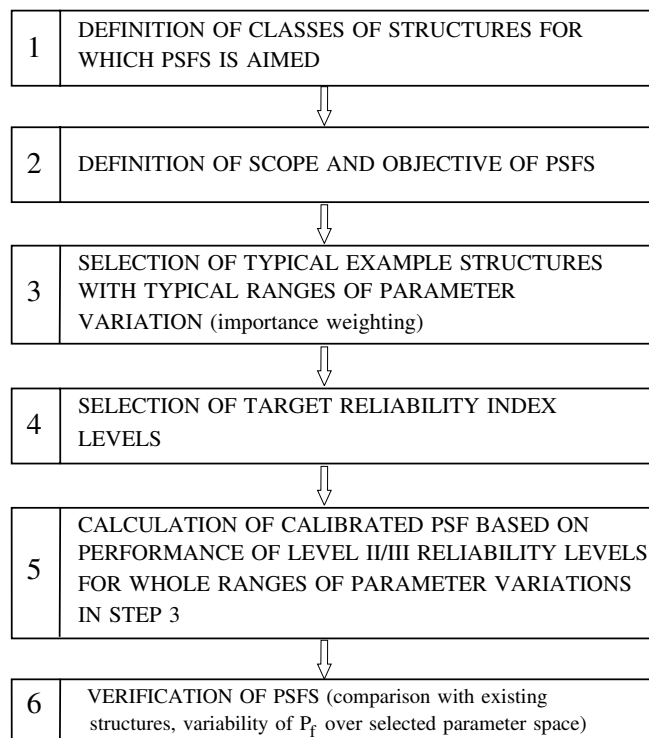 1 DEFINITION OF CLASSES OF STRUCTURES FOR
WHICH PSFS IS AIMED
2 DEFINITION OF SCOPE AND OBJECTIVE OF PSFS
3 SELECTION OF TYPICAL EXAMPLE STRUCTURES
WITH TYPICAL RANGES OF PARAMETER
VARIATION (importance weighting)
4 SELECTION OF TARGET RELIABILITY INDEX
LEVELS
5 CALCULATION OF CALIBRATED PSF BASED ON
PERFORMANCE OF LEVEL II/III RELIABILITY LEVELS
FOR WHOLE RANGES OF PARAMETER VARIATIONS
IN STEP 3
6 VERIFICATION OF PSFS (comparison with existing
structures, variability of Pf over selected parameter space)